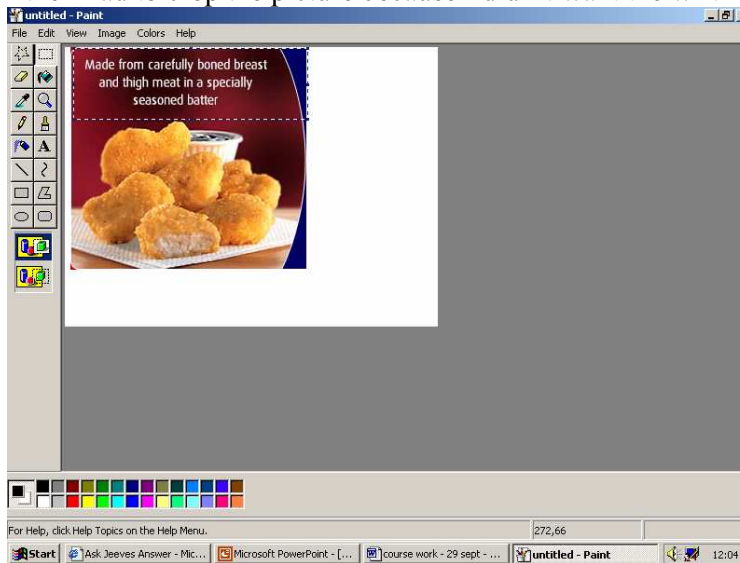 untitled - Paint
File Edit View Image Colors Help
Made from carefully boned breast
and thigh meat in a specially
seasoned batter
A
For Help, click Help Topics on the Help Menu.
272,66
Start
Ask Jeeves Answer - Mic...
Microsoft PowerPoint - [...
course work - 29 sept - ...
untitled - Paint
12:04